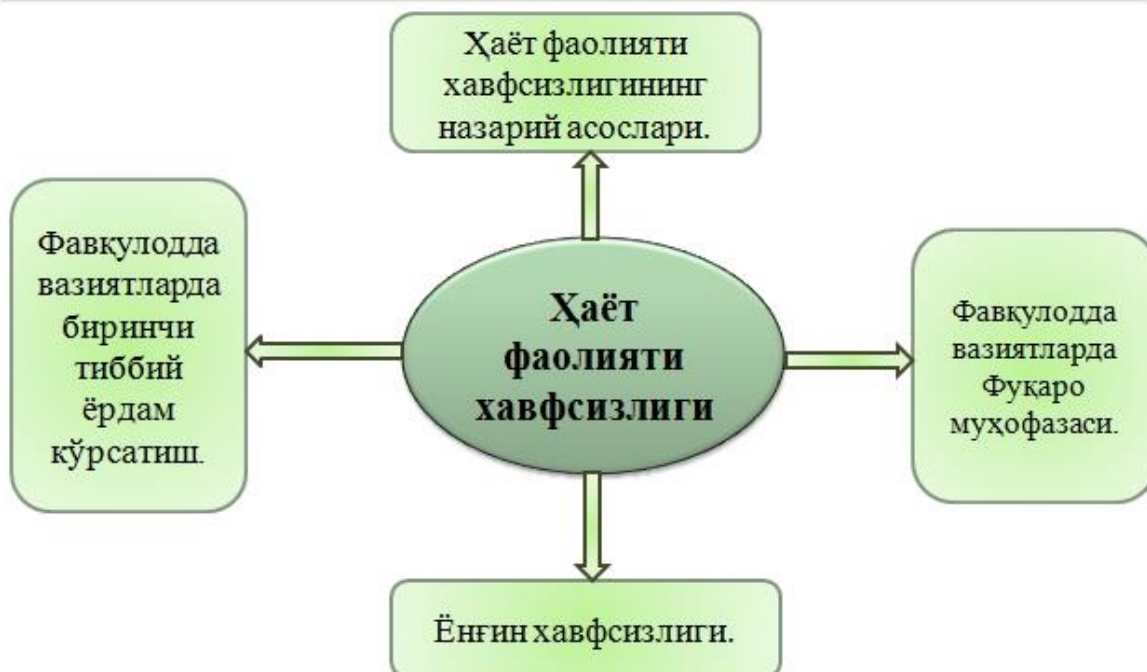 Ҳаёт фаолияти
хавфсизлигининг
назарий асослари.
Фавқулодда
вазиятларда
биринчи
тиббий
ёрдам
кўрсатиш.
Ҳаёт
фаолияти
хавфсизлиги
Фавқулодда
вазиятларда
Фуқаро
муҳофазаси.
Ёнғин хавфсизлиги.